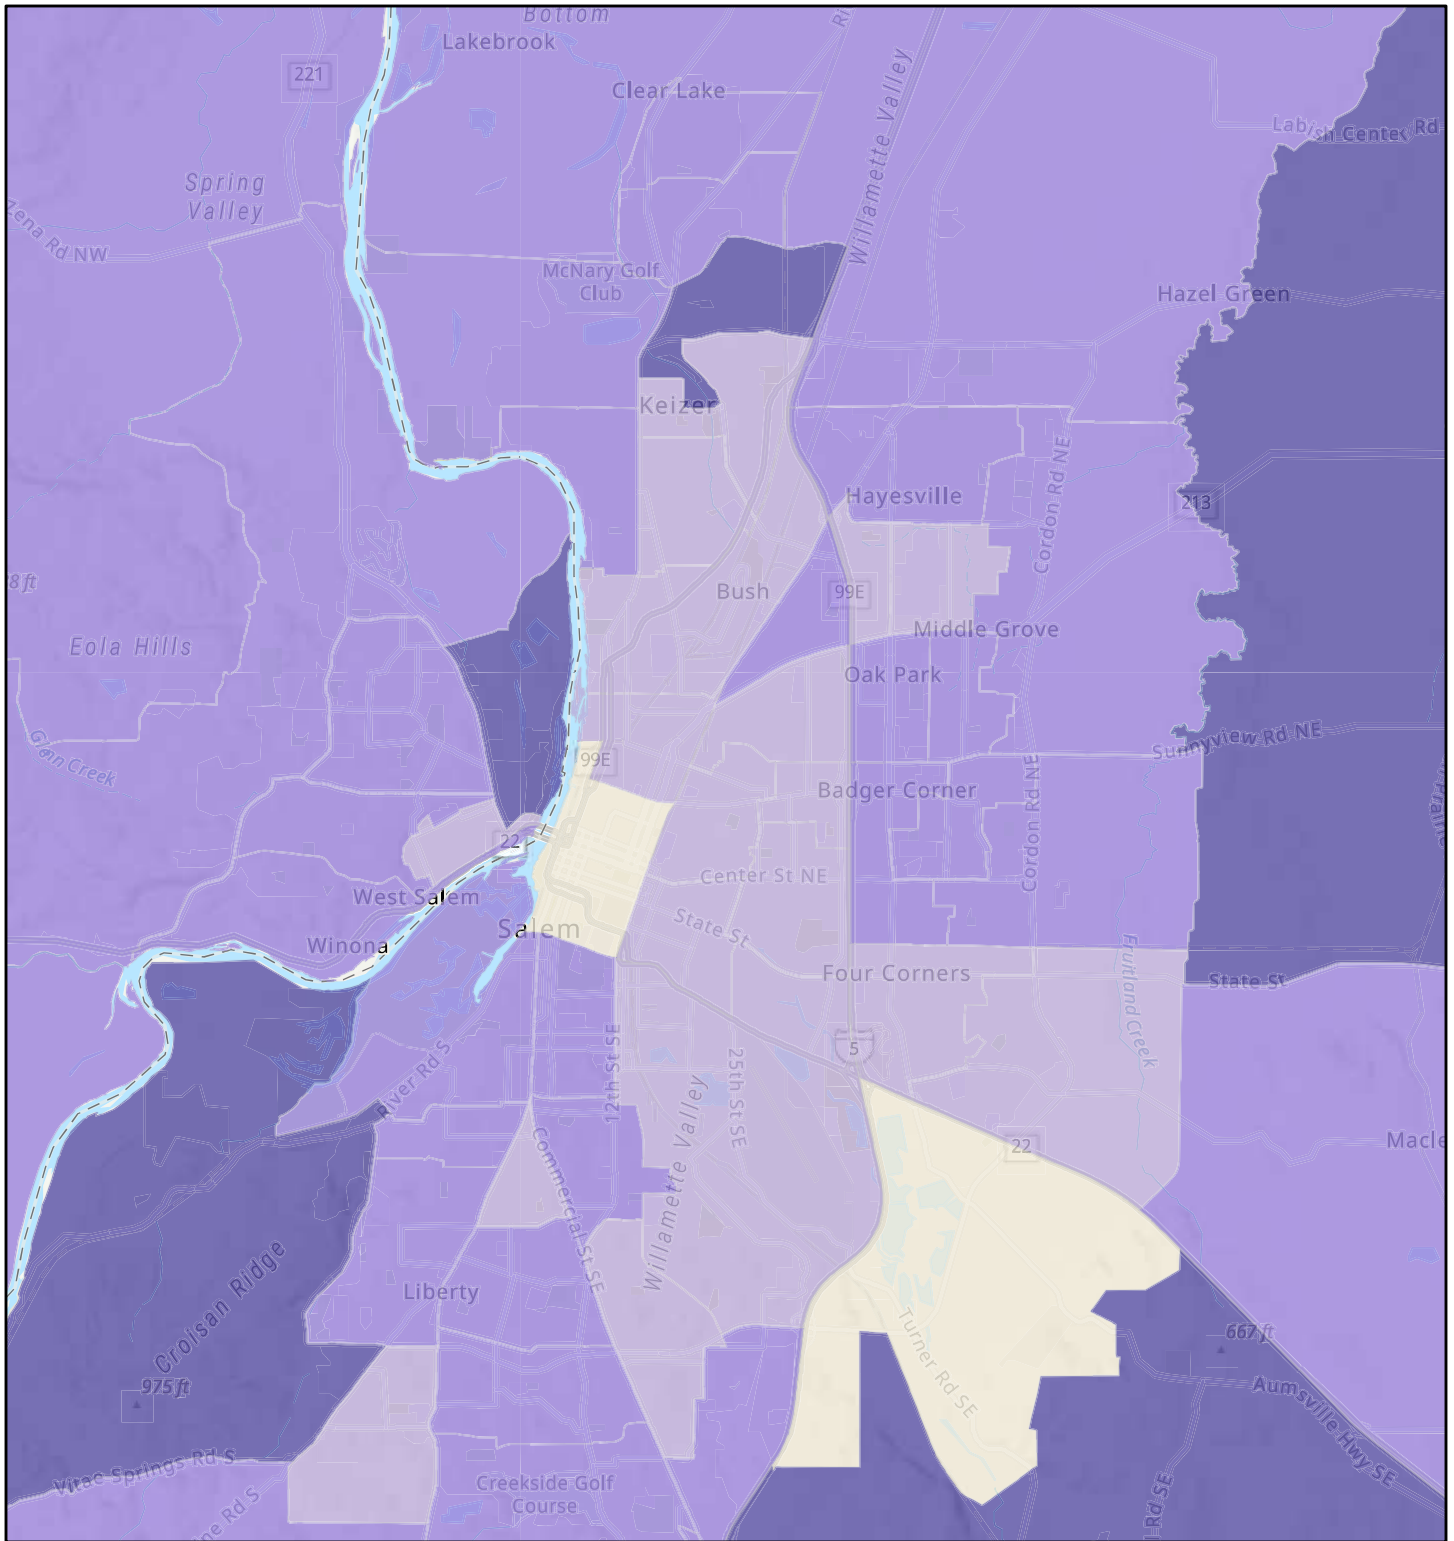 Bottom
Lakebrook
221
Clear Lake
Willamette Valley
Labish Center Rd
Spring
Valley
Zena Rd NW
McNary Golf
Club
Hazel Green
Keizer
Cordon Rd NE
Hayesville
213
8 ft
Bush
99E
Middle Grove
Eola Hills
Oak Park
Glenn Creek
Sunnyview Rd NE
99E
Badger Corner
Cordon Rd NE
22
Center St NE
West Salem
Salem
State St
Winona
Fruitland Creek
Four Corners
State St
12th St SE
25th St SE
5
River Rd S
Willamette Valley
22
Macle
Commercial St SE
Croisan Ridge
Liberty
Turner Rd SE
667 ft
975 ft
Aumsville Hwy SE
Vitae Springs Rd S
Creekside Golf
Course
ne Rd S
Rd SE